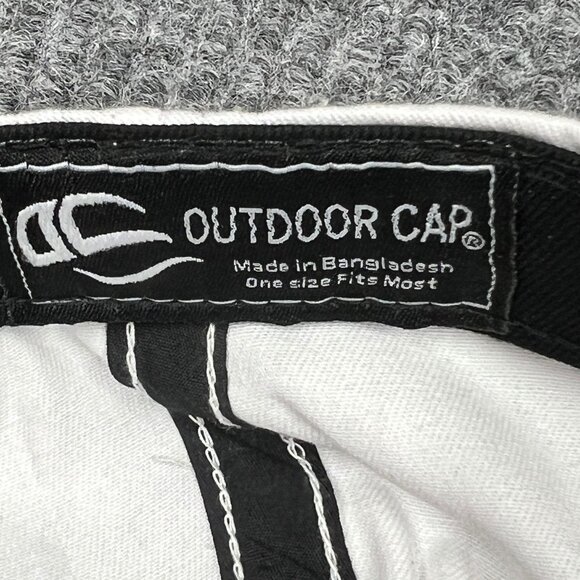 OUTDOOR CAP®
Made in Bangladesh
One size Fits Most